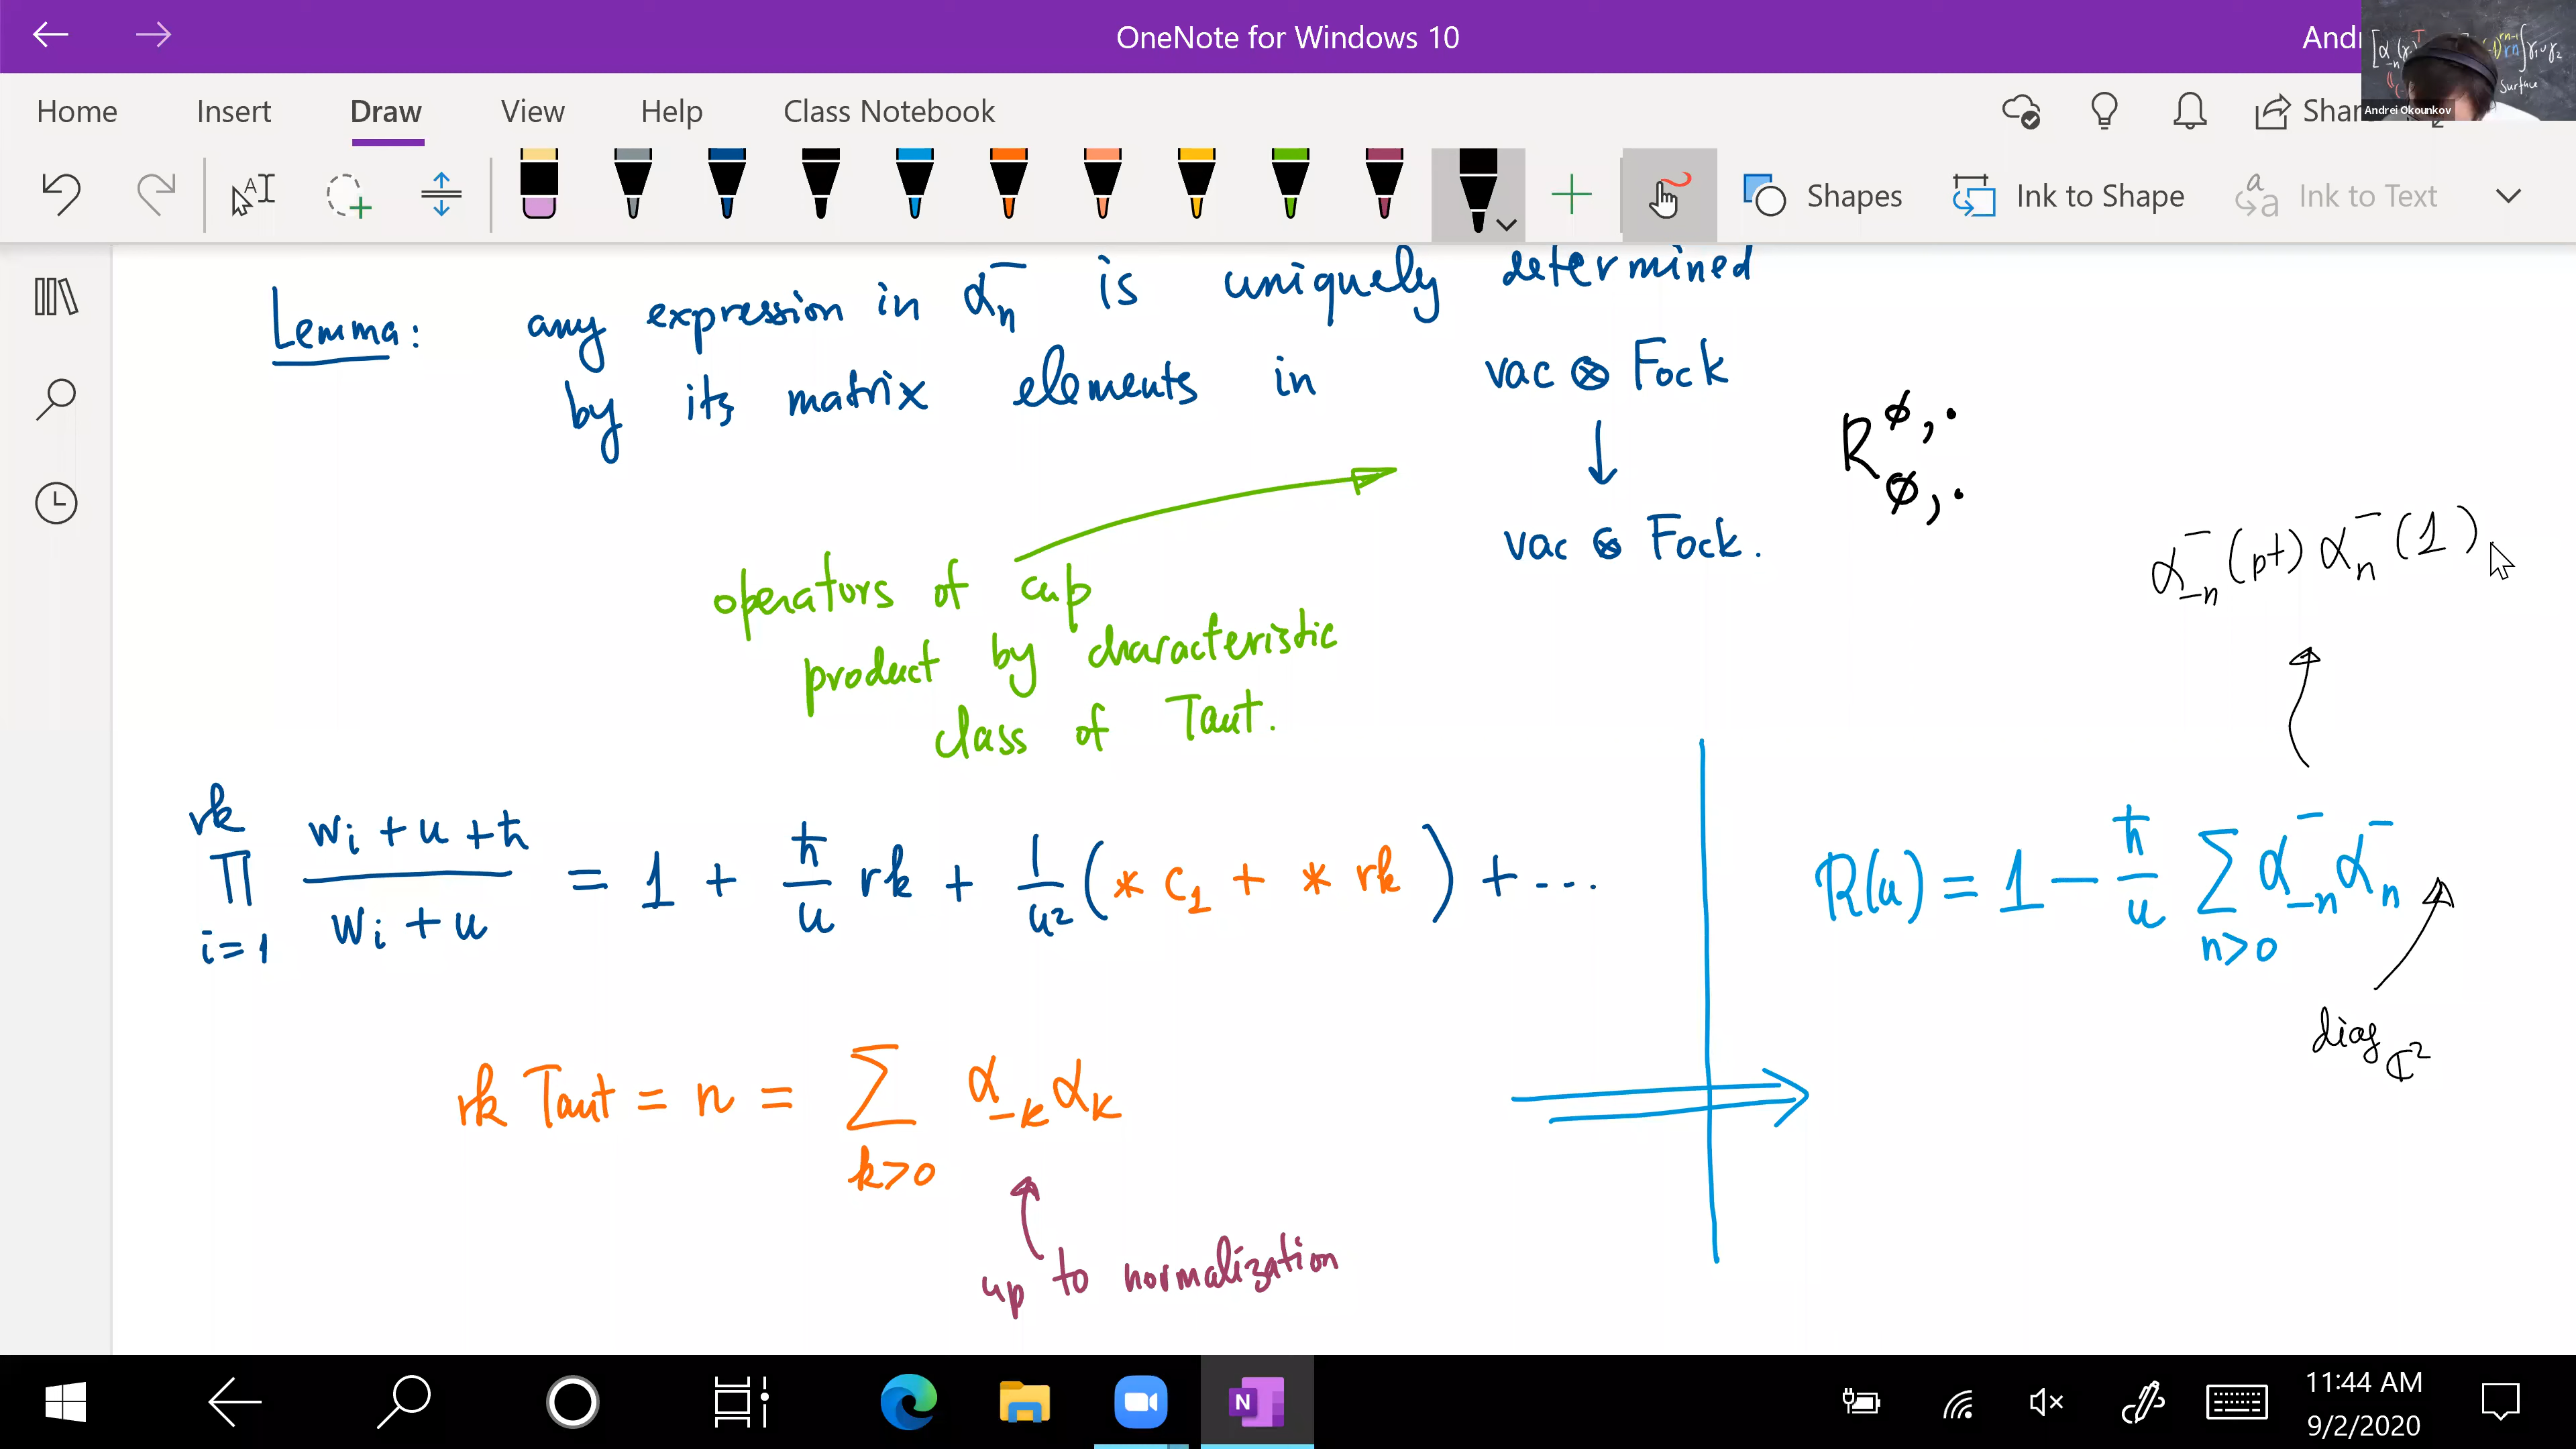 OneNote for Windows 10
Home Insert Draw View Help Class Notebook
Shapes Ink to Shape Ink to Text
Andrei Okounkov
Lemma: any expression in α_n^- is uniquely determined
by its matrix elements in vac ⊗ Fock
↓
vac ⊗ Fock.
R^{ø,·}_{ø,·}
operators of cup
product by characteristic
class of Taut.
α_{-n}^-(pt) α_n^-(1)
∏_{i=1}^{rk} (w_i + u + ħ)/(w_i + u) = 1 + ħ/u rk + 1/u² (* c_1 + * rk) + ...
R(u) = 1 - ħ/u ∑_{n>0} α_{-n}^- α_n^-
diag ℂ²
rk Taut = n = ∑_{k>0} α_{-k} α_k
up to normalization
11:44 AM
9/2/2020